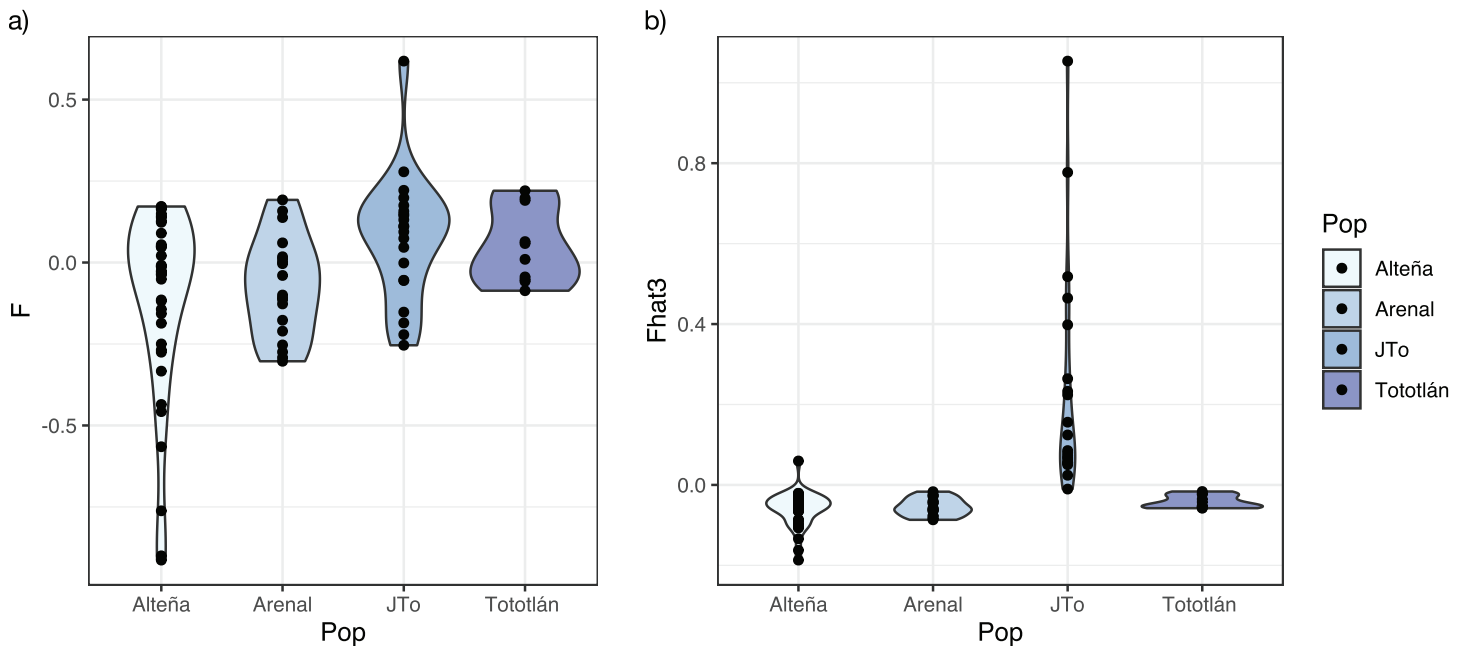 a)
F
0.5
0.0
-0.5
Alteña Arenal JTo Tototlán
Pop
b)
Fhat3
0.8
0.4
0.0
Alteña Arenal JTo Tototlán
Pop
Pop
Alteña
Arenal
JTo
Tototlán